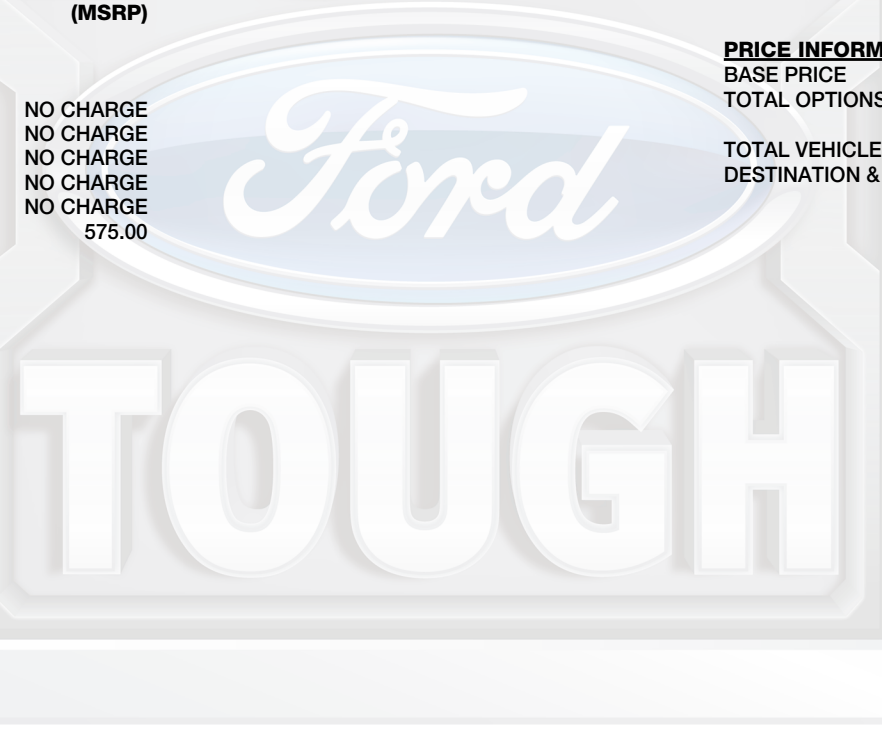 (MSRP)
NO CHARGE
NO CHARGE
NO CHARGE
NO CHARGE
NO CHARGE
575.00
PRICE INFORM
BASE PRICE
TOTAL OPTIONS
TOTAL VEHICLE
DESTINATION &
Ford
TOUGH